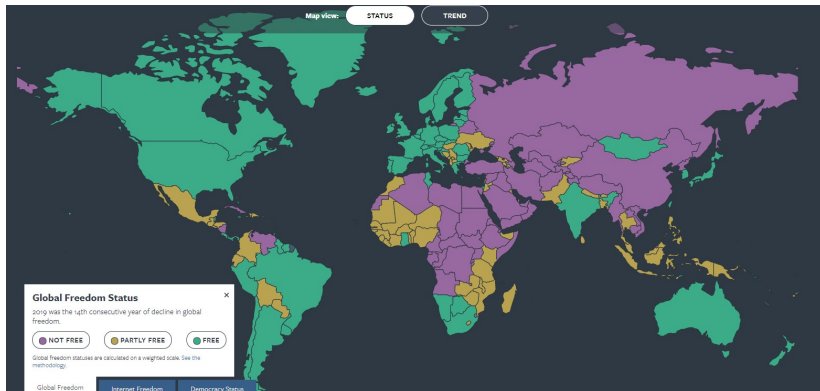 Map view: STATUS TREND
Global Freedom Status ×
2019 was the 14th consecutive year of decline in global
freedom.
NOT FREE PARTLY FREE FREE
Global freedom statuses are calculated on a weighted scale. See the
methodology.
Global Freedom Internet Freedom Democracy Status